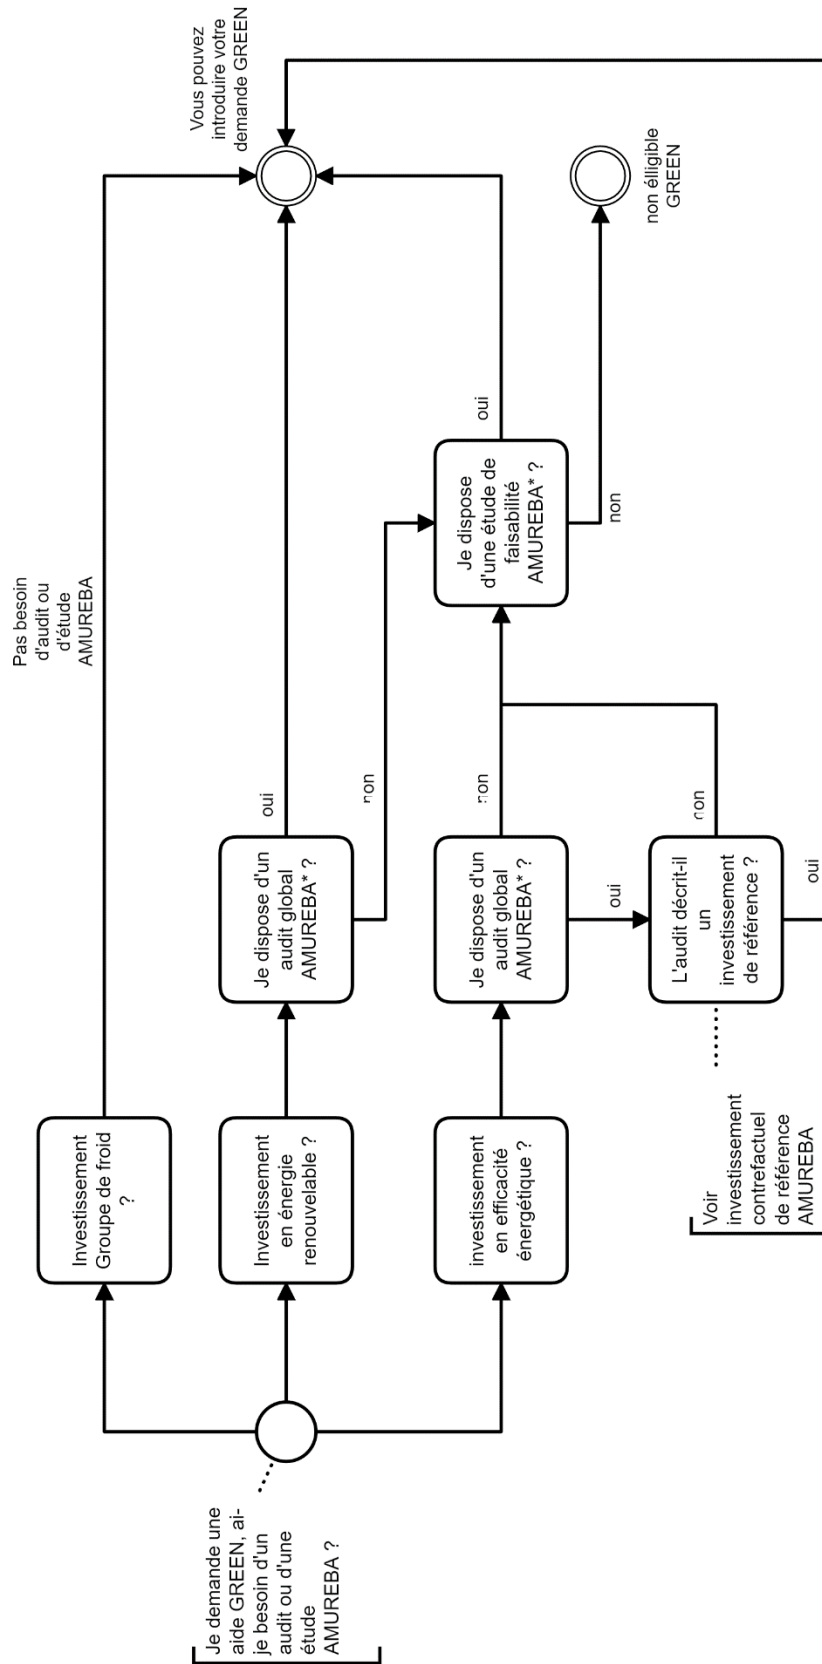 Je demande une
aide GREEN, ai-
je besoin d'un
audit ou d'une
étude
AMUREBA ?
Investissement
Groupe de froid
?
Pas besoin
d'audit ou
d'étude
AMUREBA
Vous pouvez
introduire votre
demande GREEN
Investissement
en énergie
renouvelable ?
Je dispose d'un
audit global
AMUREBA* ?
oui
non
investissement
en efficacité
énergétique ?
Je dispose d'un
audit global
AMUREBA* ?
non
oui
Je dispose
d'une étude de
faisabilité
AMUREBA* ?
oui
non
non élligible
GREEN
Voir
investissement
contrefactuel
de référence
AMUREBA
L'audit décrit-il
un
investissement
de référence ?
non
oui